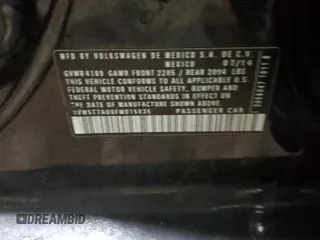 MFD BY VOLKSWAGEN DE MEXICO S.A. DE C.V.
MEXICO 07/14
GVWR 4189 GAWR FRONT 2205 / REAR 2094 LBS
THIS VEHICLE CONFORMS TO ALL APPLICABLE U.S.
FEDERAL MOTOR VEHICLE SAFETY, BUMPER AND
THEFT PREVENTION STANDARDS IN EFFECT ON
THE DATE OF MANUFACTURE SHOWN ABOVE
PASSENGER CAR
DREAMBID